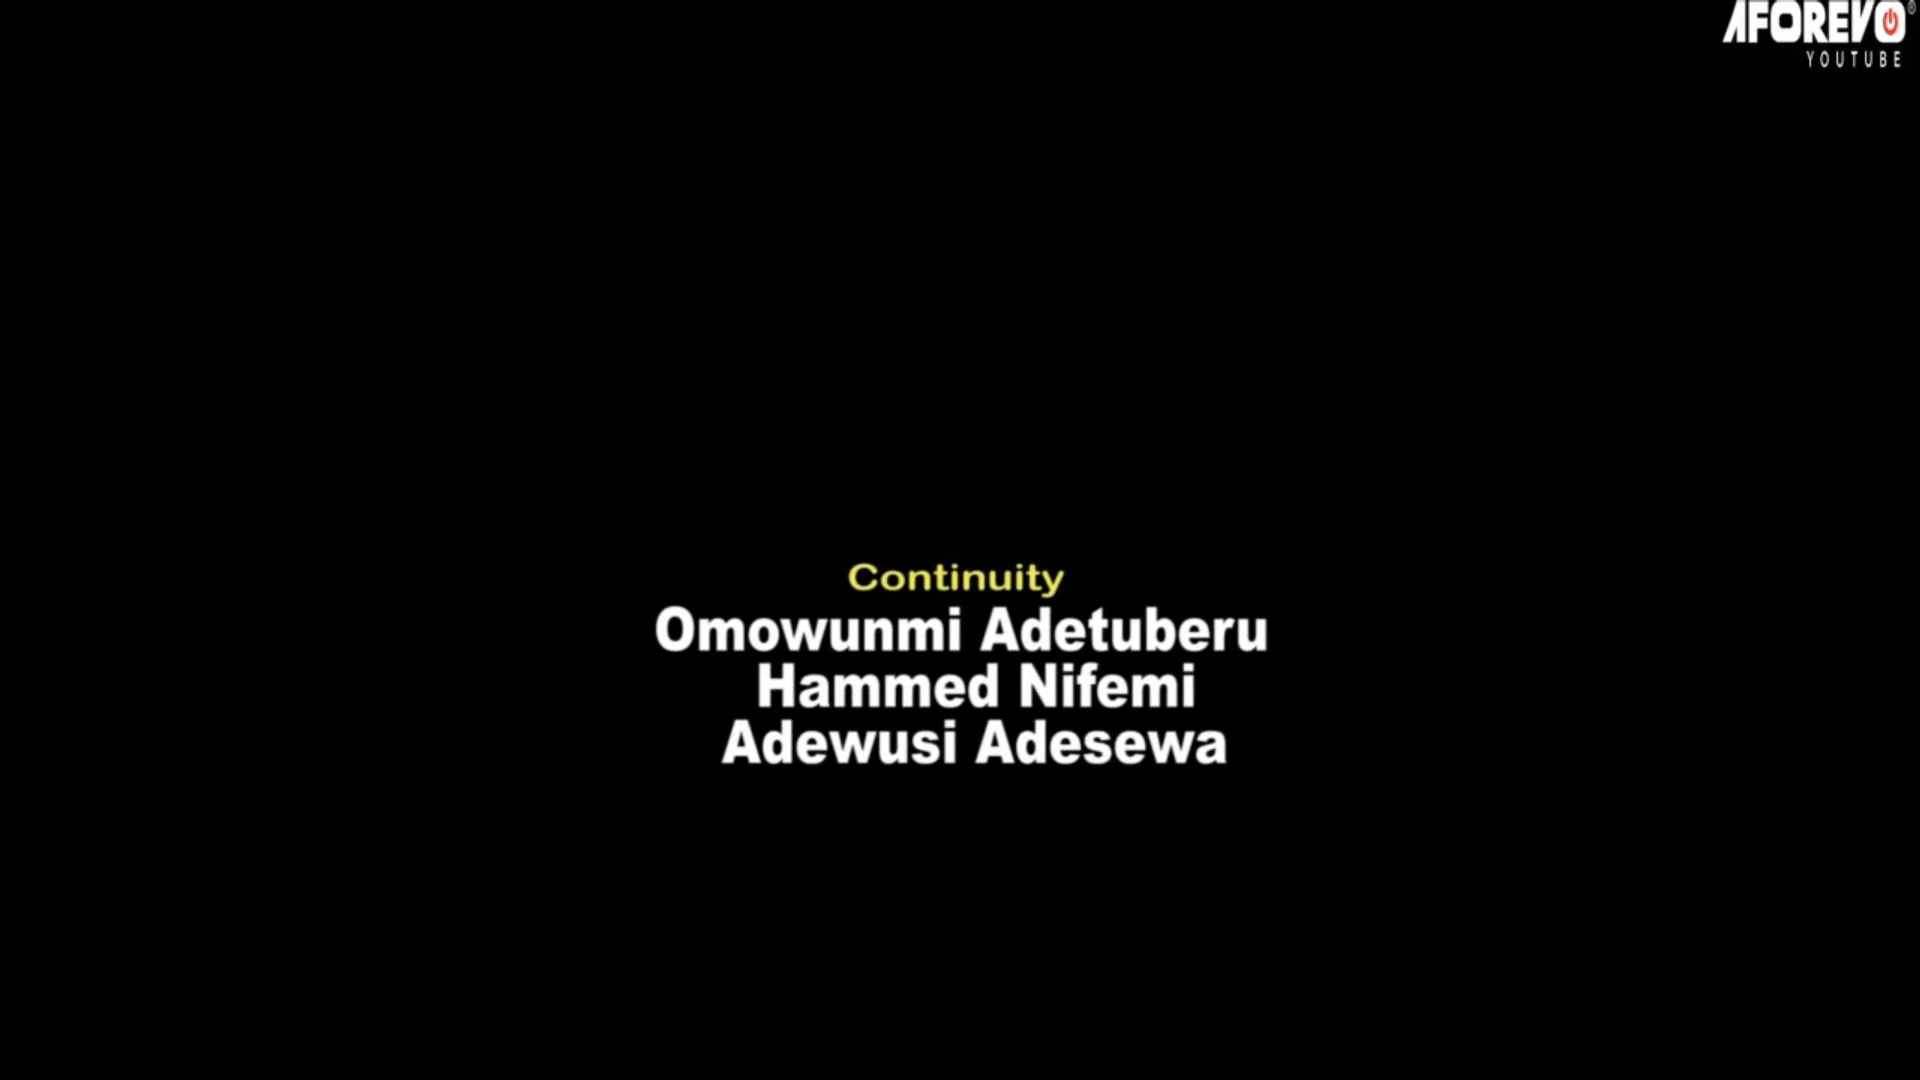 AFOREVO
YOUTUBE
Continuity
Omowunmi Adetuberu
Hammed Nifemi
Adewusi Adesewa